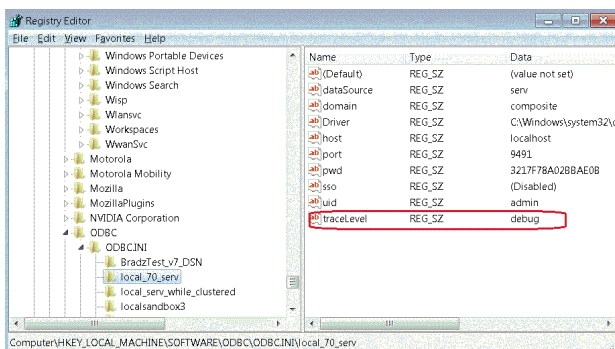 Registry Editor
File Edit View Favorites Help
Windows Portable Devices
Windows Script Host
Windows Search
Wisp
Wlansvc
Workspaces
WwanSvc
Motorola
Motorola Mobility
Mozilla
MozillaPlugins
NVIDIA Corporation
ODBC
ODBC.INI
BradzTest_v7_DSN
local_70_serv
local_serv_while_clustered
localsandbox3
Name Type Data
(Default) REG_SZ (value not set)
dataSource REG_SZ serv
domain REG_SZ composite
Driver REG_SZ C:\Windows\system32\c
host REG_SZ localhost
port REG_SZ 9491
pwd REG_SZ 3217F78A02BBAE0B
sso REG_SZ (Disabled)
uid REG_SZ admin
traceLevel REG_SZ debug
Computer\HKEY_LOCAL_MACHINE\SOFTWARE\ODBC\ODBC.INI\local_70_serv